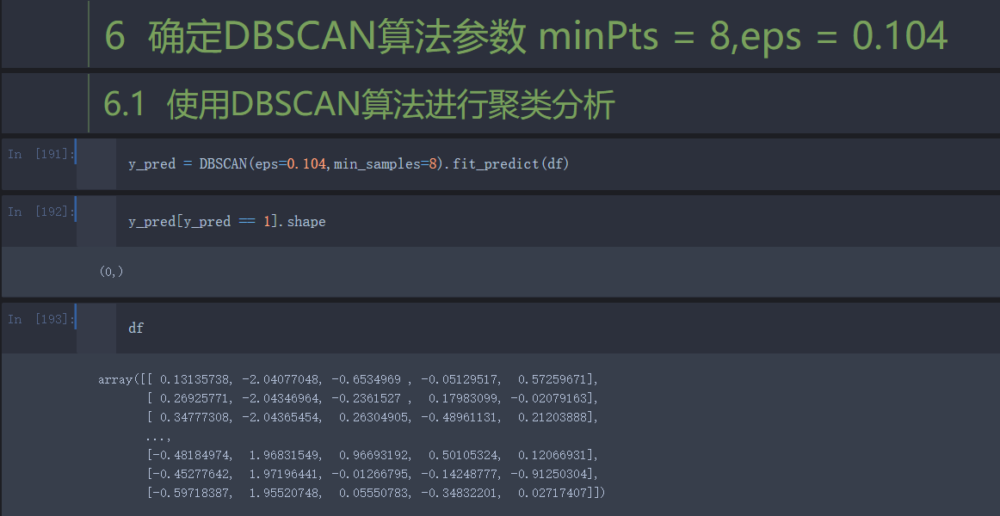 6 确定DBSCAN算法参数 minPts = 8,eps = 0.104
6.1 使用DBSCAN算法进行聚类分析
In [191]:
y_pred = DBSCAN(eps=0.104,min_samples=8).fit_predict(df)
In [192]:
y_pred[y_pred == 1].shape
(0,)
In [193]:
df
array([[ 0.13135738, -2.04077048, -0.6534969 , -0.05129517,  0.57259671],
[ 0.26925771, -2.04346964, -0.2361527 ,  0.17983099, -0.02079163],
[ 0.34777308, -2.04365454,  0.26304905, -0.48961131,  0.21203888],
...,
[-0.48184974,  1.96831549,  0.96693192,  0.50105324,  0.12066931],
[-0.45277642,  1.97196441, -0.01266795, -0.14248777, -0.91250304],
[-0.59718387,  1.95520748,  0.05550783, -0.34832201,  0.02717407]])